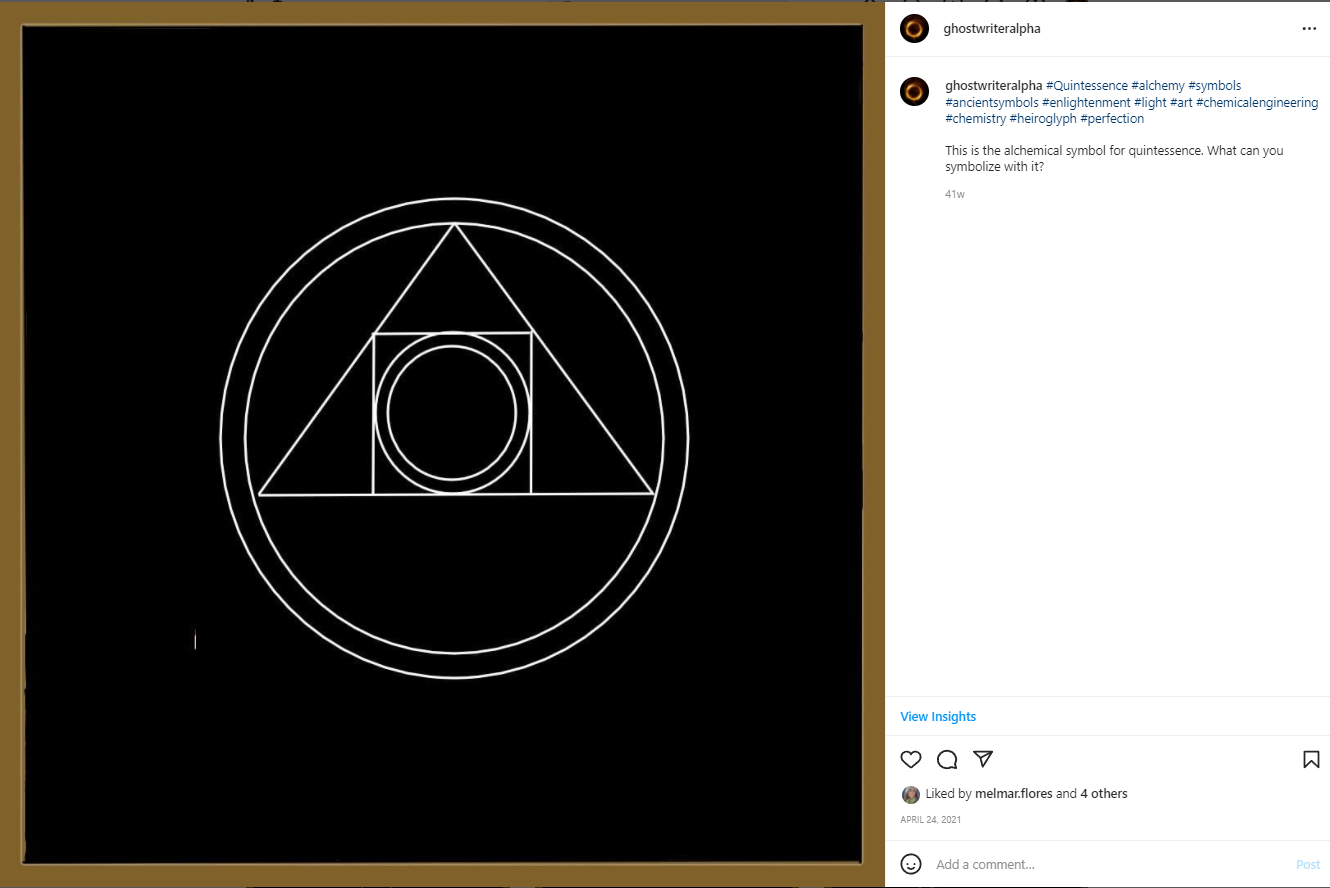 ghostwriteralpha
ghostwriteralpha #Quintessence #alchemy #symbols
#ancientsymbols #enlightenment #light #art #chemicalengineering
#chemistry #heiroglyph #perfection
This is the alchemical symbol for quintessence. What can you
symbolize with it?
41w
View Insights
Liked by melmar.flores and 4 others
APRIL 24, 2021
Add a comment...
Post